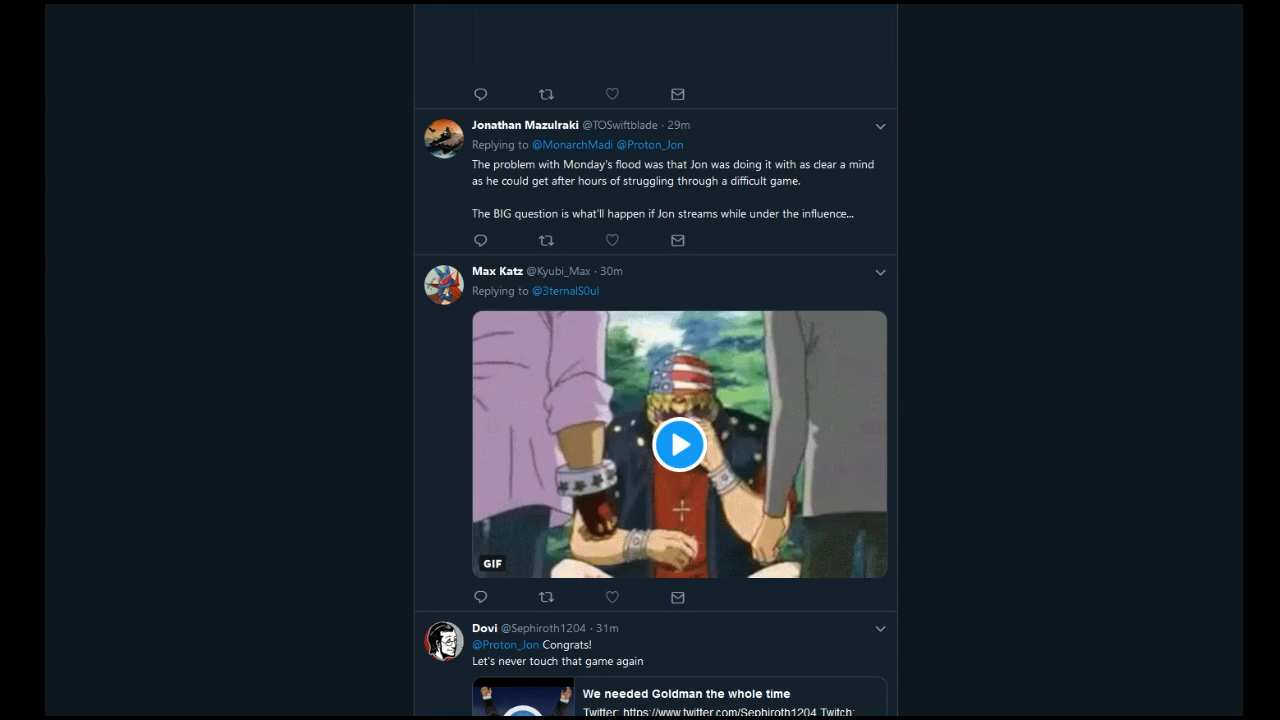 Jonathan Mazulraki @TOSwiftblade · 29m
Replying to @MonarchMadi @Proton_Jon
The problem with Monday's flood was that Jon was doing it with as clear a mind
as he could get after hours of struggling through a difficult game.
The BIG question is what'll happen if Jon streams while under the influence...
Max Katz @Kyubi_Max · 30m
Replying to @3ternalS0ul
GIF
Dovi @Sephiroth1204 · 31m
@Proton_Jon Congrats!
Let's never touch that game again
We needed Goldman the whole time
Twitter: https://www.twitter.com/Sephiroth1204 Twitch: